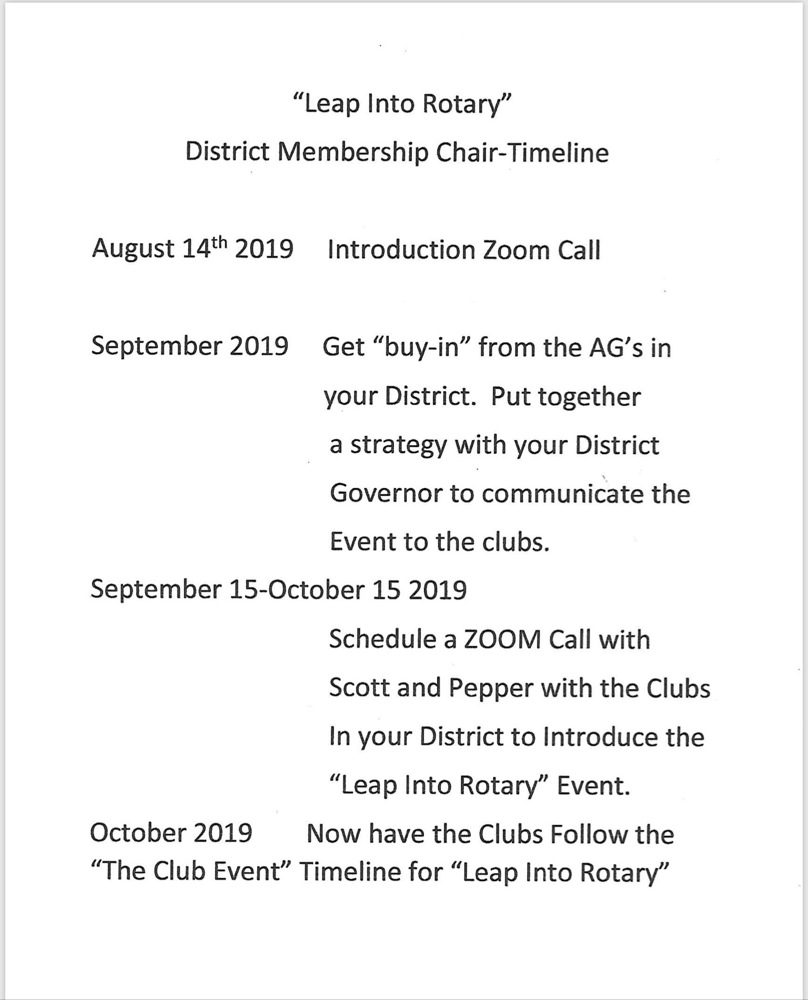 “Leap Into Rotary”
District Membership Chair-Timeline
August 14th 2019 Introduction Zoom Call
September 2019 Get “buy-in” from the AG’s in
your District. Put together
a strategy with your District
Governor to communicate the
Event to the clubs.
September 15-October 15 2019
Schedule a ZOOM Call with
Scott and Pepper with the Clubs
In your District to Introduce the
“Leap Into Rotary” Event.
October 2019 Now have the Clubs Follow the
“The Club Event” Timeline for “Leap Into Rotary”